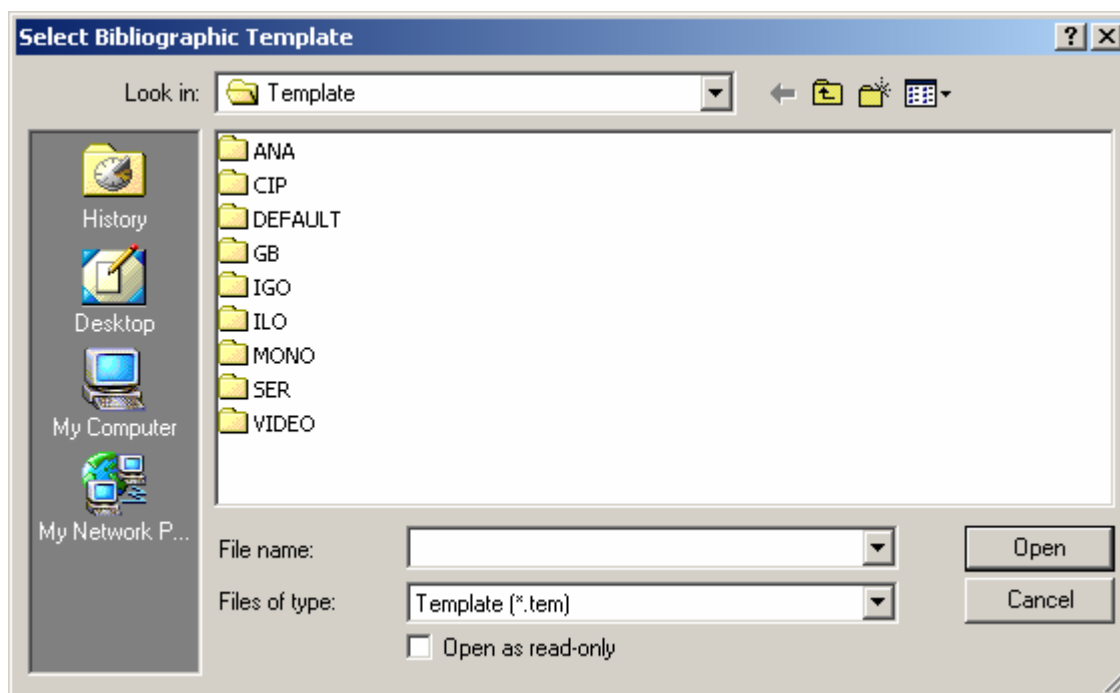 Select Bibliographic Template
Look in: Template
History
Desktop
My Computer
My Network P...
ANA
CIP
DEFAULT
GB
IGO
ILO
MONO
SER
VIDEO
File name:
Open
Files of type: Template (*.tem)
Cancel
Open as read-only